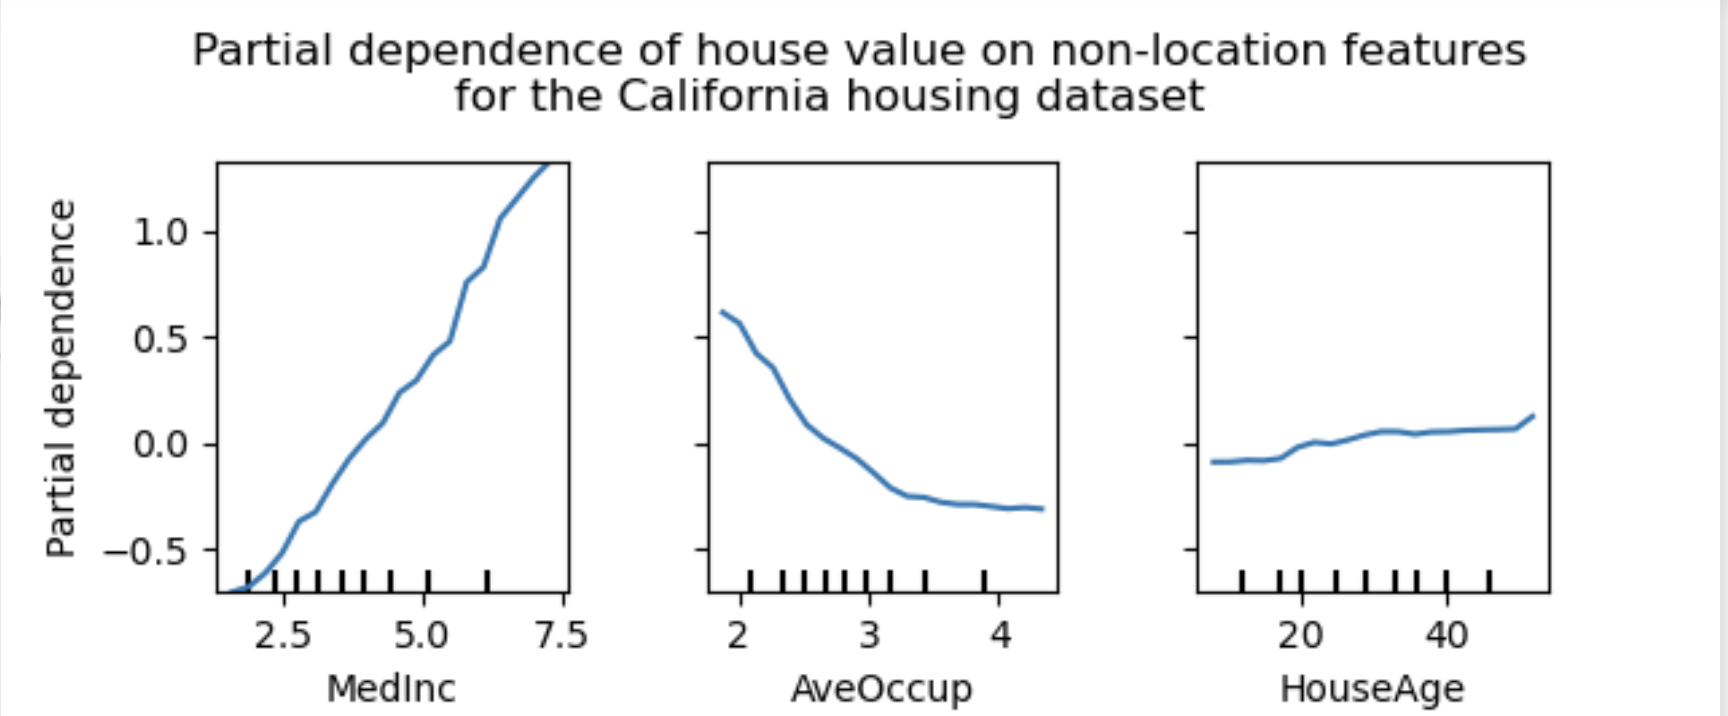 Partial dependence of house value on non-location features
for the California housing dataset
Partial dependence
1.0
0.5
0.0
−0.5
2.5 5.0 7.5
MedInc
2 3 4
AveOccup
20 40
HouseAge